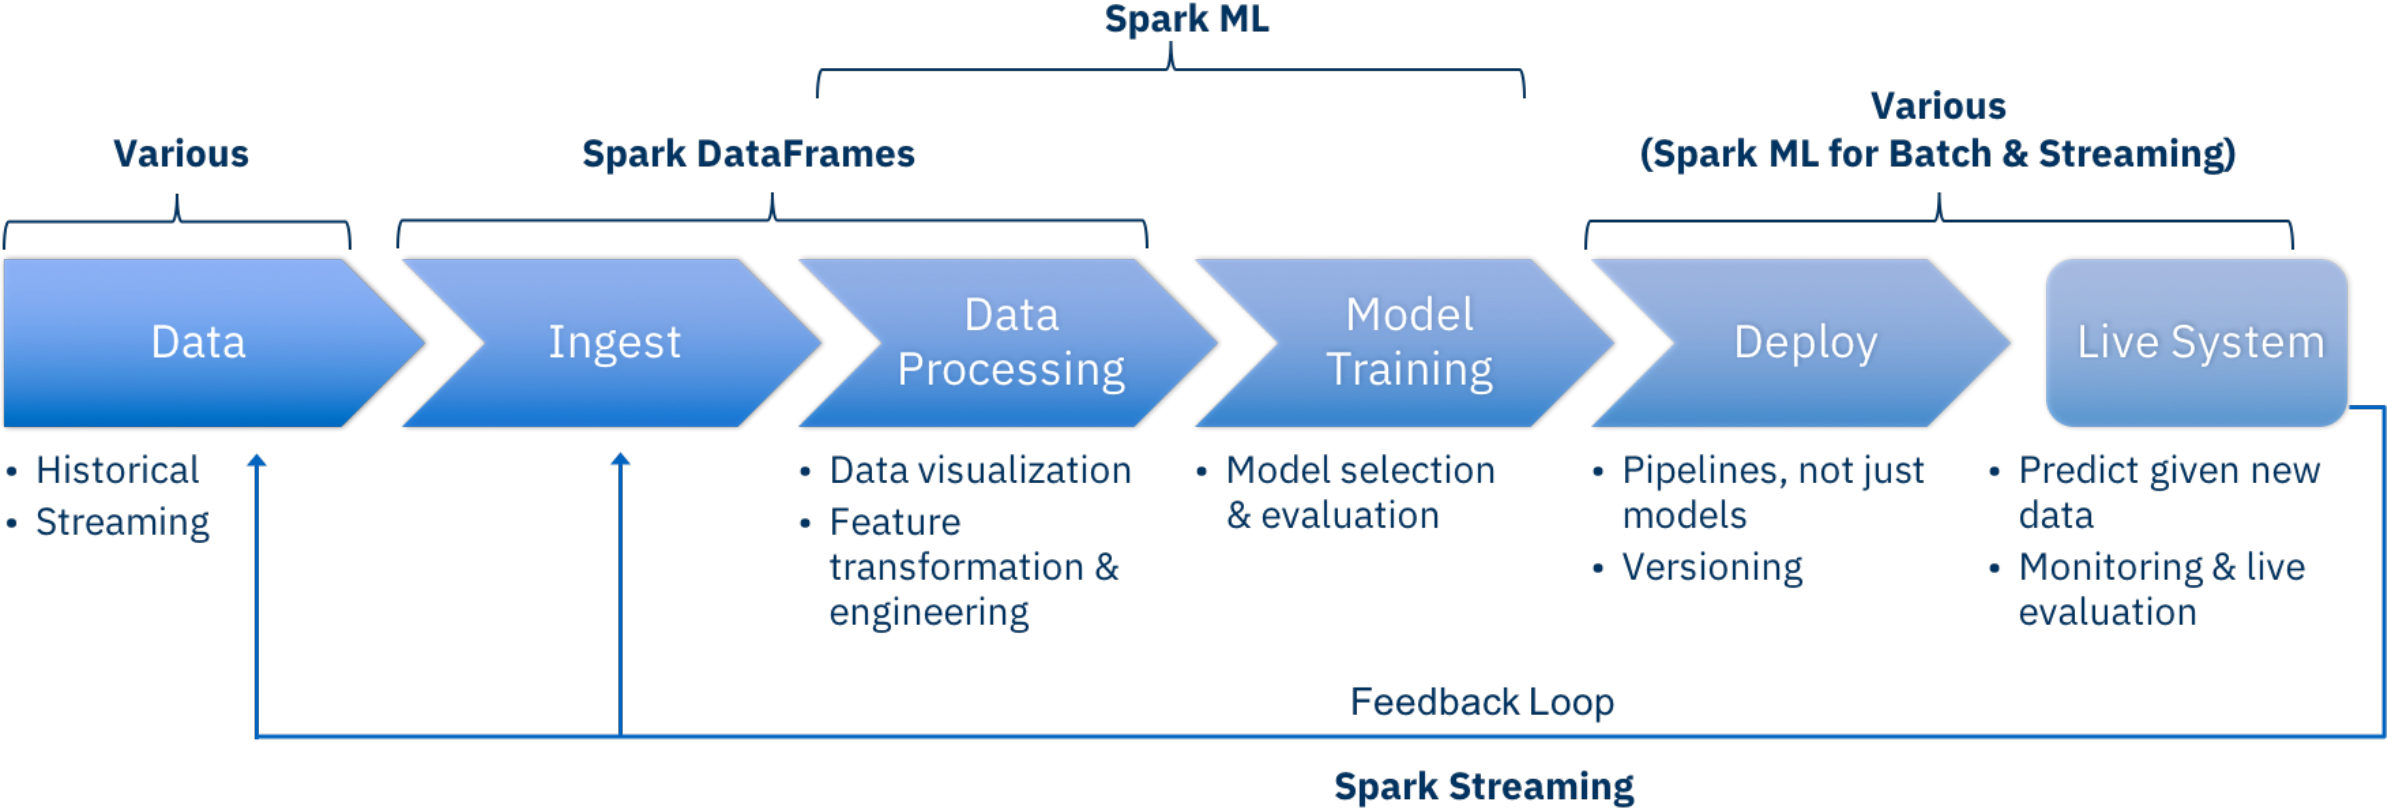 Spark ML
Various
Spark DataFrames
Various
(Spark ML for Batch & Streaming)
Data
Ingest
Data
Processing
Model
Training
Deploy
Live System
• Historical
• Streaming
• Data visualization
• Feature
transformation &
engineering
• Model selection
& evaluation
• Pipelines, not just
models
• Versioning
• Predict given new
data
• Monitoring & live
evaluation
Feedback Loop
Spark Streaming